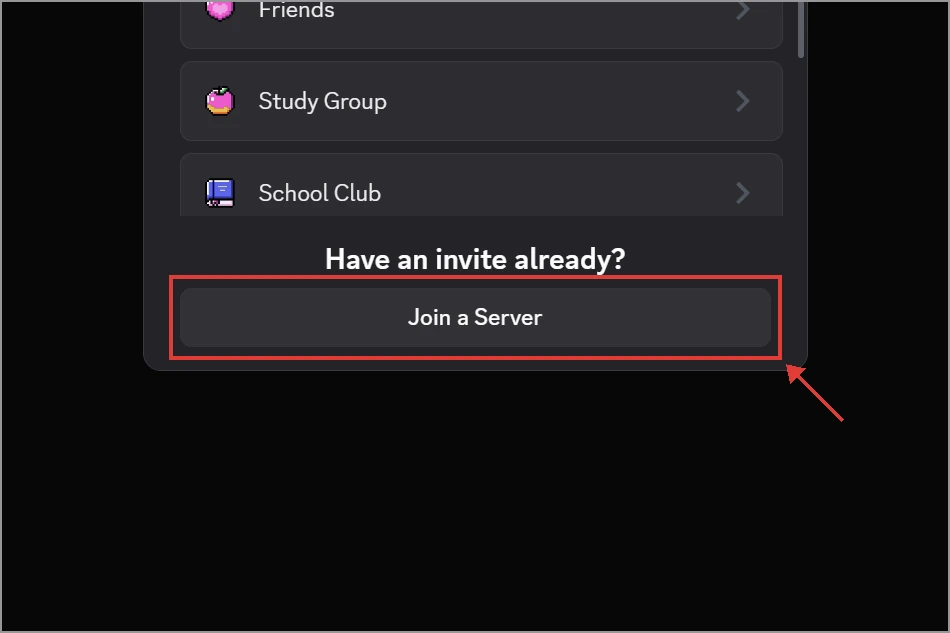 Friends
Study Group
School Club
Have an invite already?
Join a Server